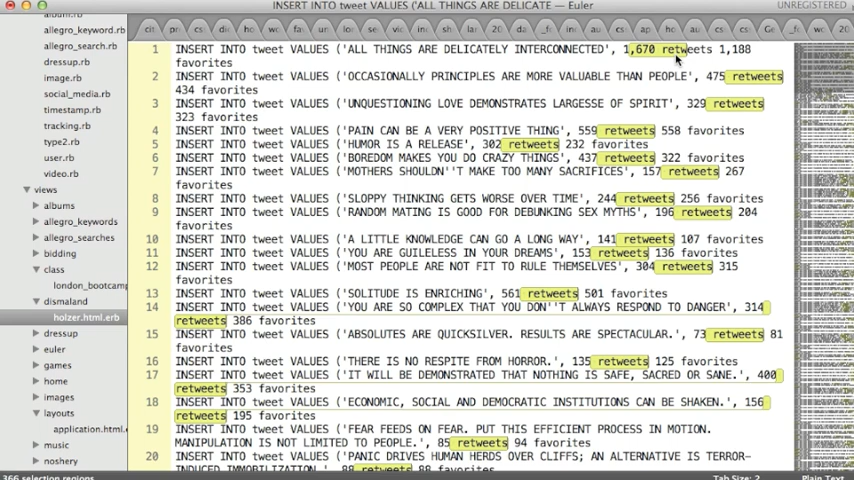 INSERT INTO tweet VALUES ('ALL THINGS ARE DELICATE — Euler
UNREGISTERED
allegro_keyword.rb
allegro_search.rb
dressup.rb
image.rb
social_media.rb
timestamp.rb
tracking.rb
type2.rb
user.rb
video.rb
views
albums
allegro_keywords
allegro_searches
bidding
class
london_bootcamp
dismaland
holzer.html.erb
dressup
euler
games
home
images
layouts
application.html.
music
noshery
1 INSERT INTO tweet VALUES ('ALL THINGS ARE DELICATELY INTERCONNECTED', 1,670 retweets 1,188
favorites
2 INSERT INTO tweet VALUES ('OCCASIONALLY PRINCIPLES ARE MORE VALUABLE THAN PEOPLE', 475 retweets
434 favorites
3 INSERT INTO tweet VALUES ('UNQUESTIONING LOVE DEMONSTRATES LARGESSE OF SPIRIT', 329 retweets
323 favorites
4 INSERT INTO tweet VALUES ('PAIN CAN BE A VERY POSITIVE THING', 559 retweets 558 favorites
5 INSERT INTO tweet VALUES ('HUMOR IS A RELEASE', 302 retweets 232 favorites
6 INSERT INTO tweet VALUES ('BOREDOM MAKES YOU DO CRAZY THINGS', 437 retweets 322 favorites
7 INSERT INTO tweet VALUES ('MOTHERS SHOULDN''T MAKE TOO MANY SACRIFICES', 157 retweets 267
favorites
8 INSERT INTO tweet VALUES ('SLOPPY THINKING GETS WORSE OVER TIME', 244 retweets 256 favorites
9 INSERT INTO tweet VALUES ('RANDOM MATING IS GOOD FOR DEBUNKING SEX MYTHS', 196 retweets 204
favorites
10 INSERT INTO tweet VALUES ('A LITTLE KNOWLEDGE CAN GO A LONG WAY', 141 retweets 107 favorites
11 INSERT INTO tweet VALUES ('YOU ARE GUILELESS IN YOUR DREAMS', 153 retweets 136 favorites
12 INSERT INTO tweet VALUES ('MOST PEOPLE ARE NOT FIT TO RULE THEMSELVES', 304 retweets 315
favorites
13 INSERT INTO tweet VALUES ('SOLITUDE IS ENRICHING', 561 retweets 501 favorites
14 INSERT INTO tweet VALUES ('YOU ARE SO COMPLEX THAT YOU DON''T ALWAYS RESPOND TO DANGER', 314
retweets 386 favorites
15 INSERT INTO tweet VALUES ('ABSOLUTES ARE QUICKSILVER. RESULTS ARE SPECTACULAR.', 73 retweets 81
favorites
16 INSERT INTO tweet VALUES ('THERE IS NO RESPITE FROM HORROR.', 135 retweets 125 favorites
17 INSERT INTO tweet VALUES ('IT WILL BE DEMONSTRATED THAT NOTHING IS SAFE, SACRED OR SANE.', 400
retweets 353 favorites
18 INSERT INTO tweet VALUES ('ECONOMIC, SOCIAL AND DEMOCRATIC INSTITUTIONS CAN BE SHAKEN.', 156
retweets 195 favorites
19 INSERT INTO tweet VALUES ('FEAR FEEDS ON FEAR. PUT THIS EFFICIENT PROCESS IN MOTION.
MANIPULATION IS NOT LIMITED TO PEOPLE.', 85 retweets 94 favorites
20 INSERT INTO tweet VALUES ('PANIC DRIVES HUMAN HERDS OVER CLIFFS; AN ALTERNATIVE IS TERROR-
INDUCED IMMOBILIZATION.', 88 retweets 88 favorites
366 selection regions
Tab Size: 2
Plain Text